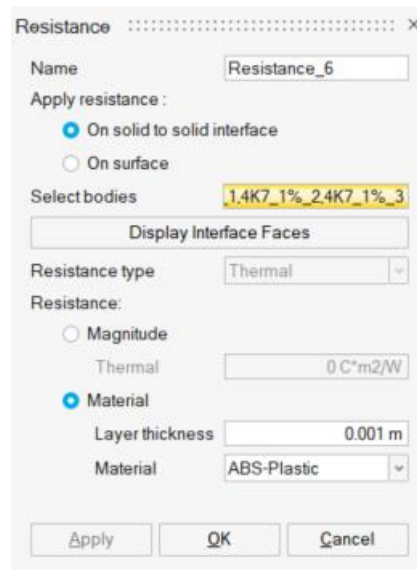 Resistance
Name Resistance_6
Apply resistance :
On solid to solid interface
On surface
Select bodies 1,4K7_1%_2,4K7_1%_3
Display Interface Faces
Resistance type Thermal
Resistance:
Magnitude
Thermal 0 C*m2/W
Material
Layer thickness 0.001 m
Material ABS-Plastic
Apply OK Cancel